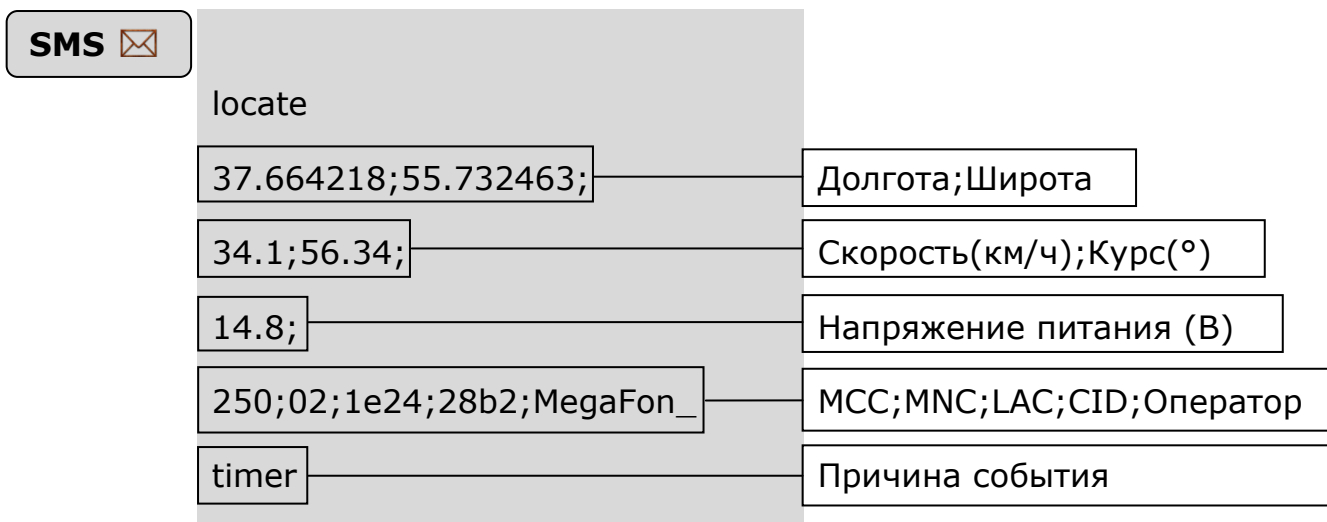 SMS
locate
37.664218;55.732463;
Долгота;Широта
34.1;56.34;
Скорость(км/ч);Курс(°)
14.8;
Напряжение питания (В)
250;02;1e24;28b2;MegaFon_
MCC;MNC;LAC;CID;Оператор
timer
Причина события